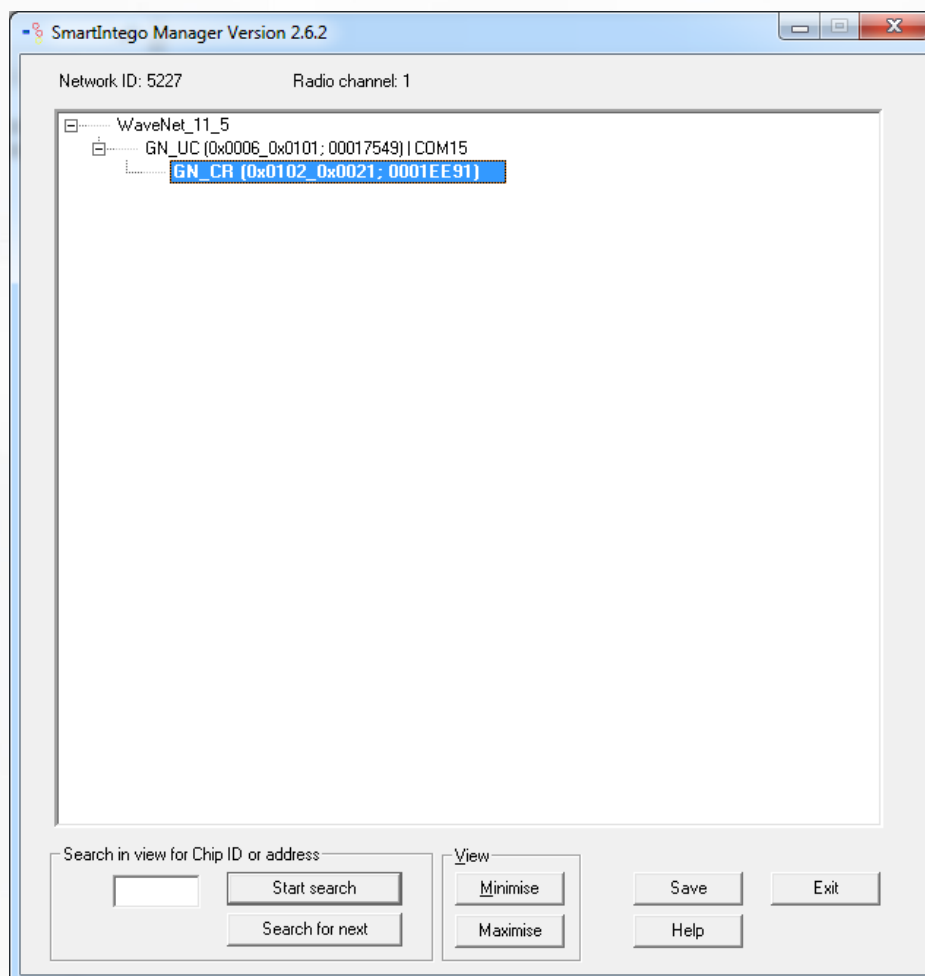 SmartIntego Manager Version 2.6.2
Network ID: 5227 Radio channel: 1
WaveNet_11_5
GN_UC (0x0006_0x0101; 00017549) | COM15
GN_CR (0x0102_0x0021; 0001EE91)
Search in view for Chip ID or address
Start search
Search for next
View
Minimise
Maximise
Save
Exit
Help